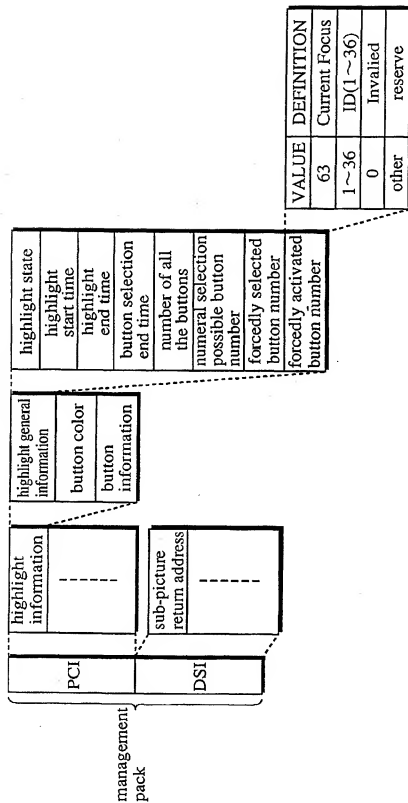 management
pack
PCI
DSI
highlight
information
sub-picture
return address
highlight general
information
button color
button
information
highlight state
highlight
start time
highlight
end time
button selection
end time
number of all
the buttons
numeral selection
possible button
number
forcedly selected
button number
forcedly activated
button number
VALUE DEFINITION
63 Current Focus
1~36 ID(1~36)
0 Invalied
other reserve